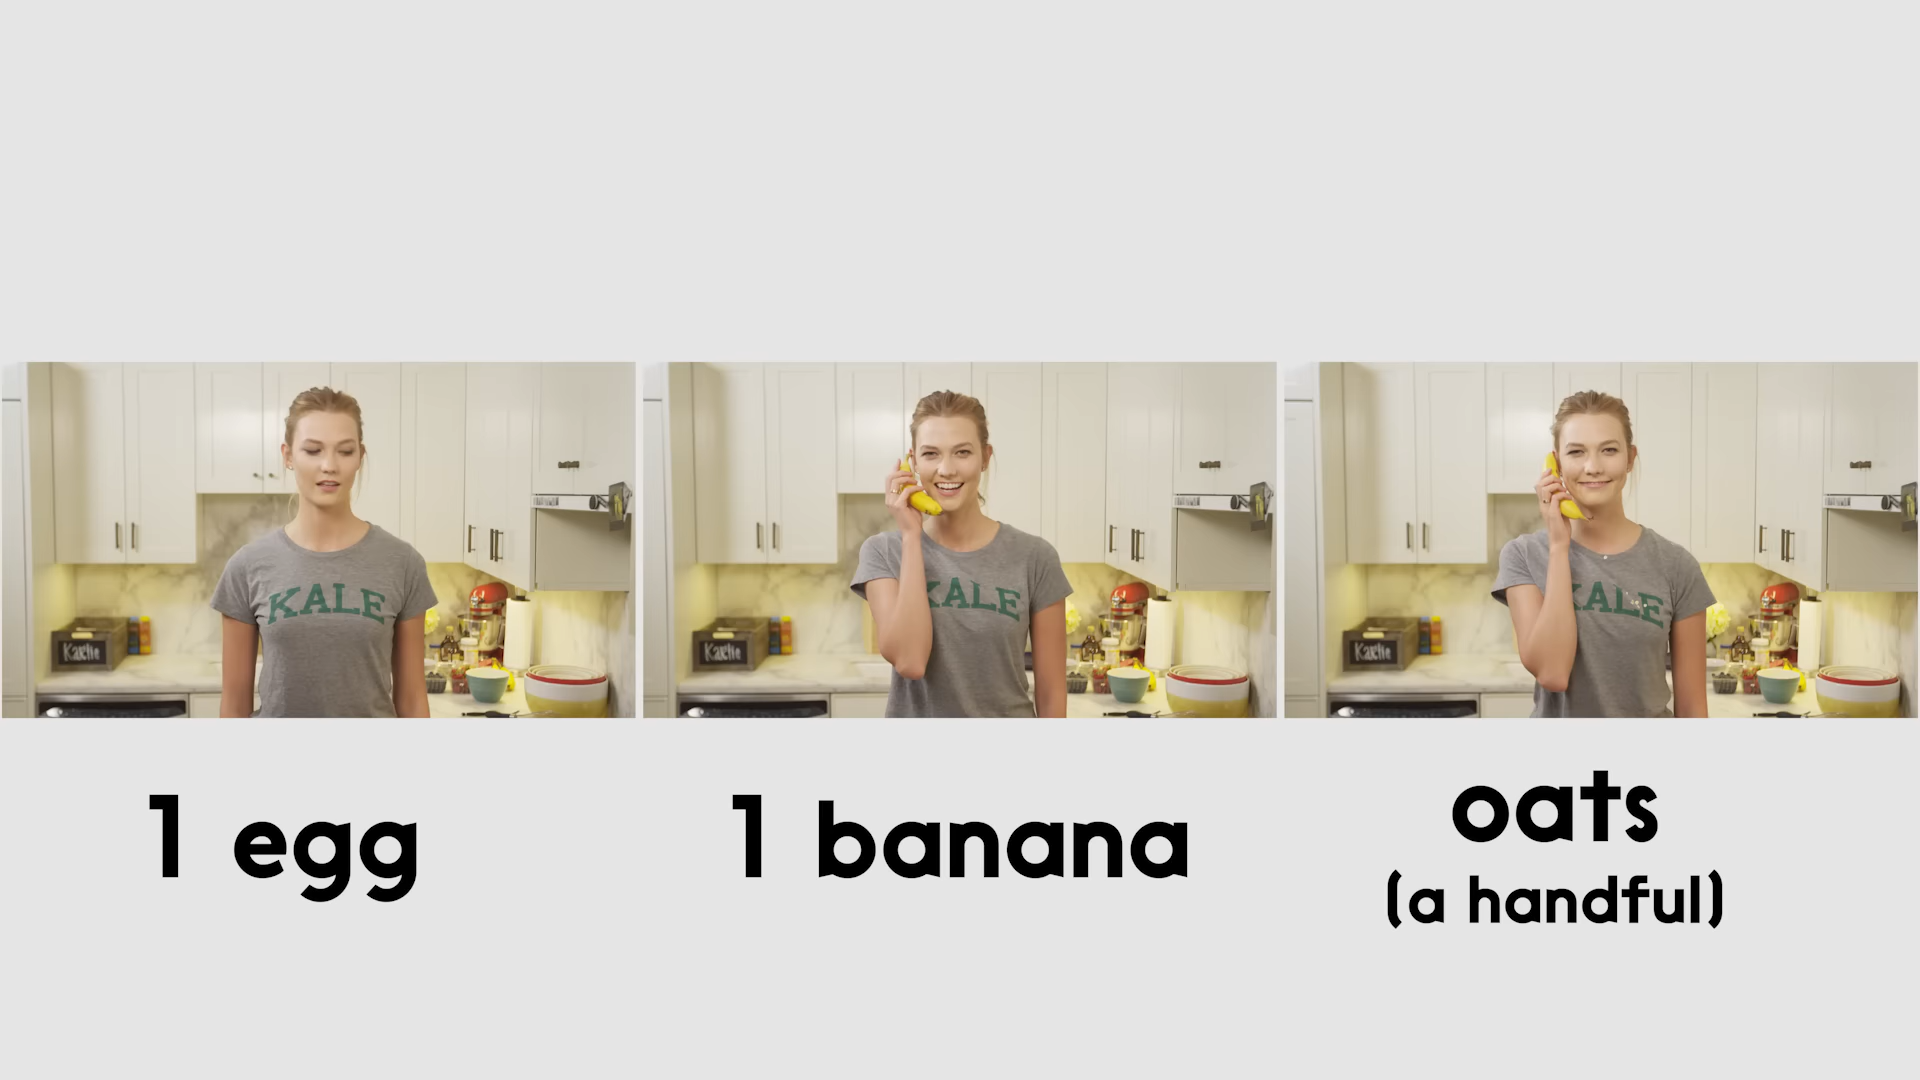 KALE
Karlie
KALE
Karlie
KALE
Karlie
1 egg
1 banana
oats
(a handful)